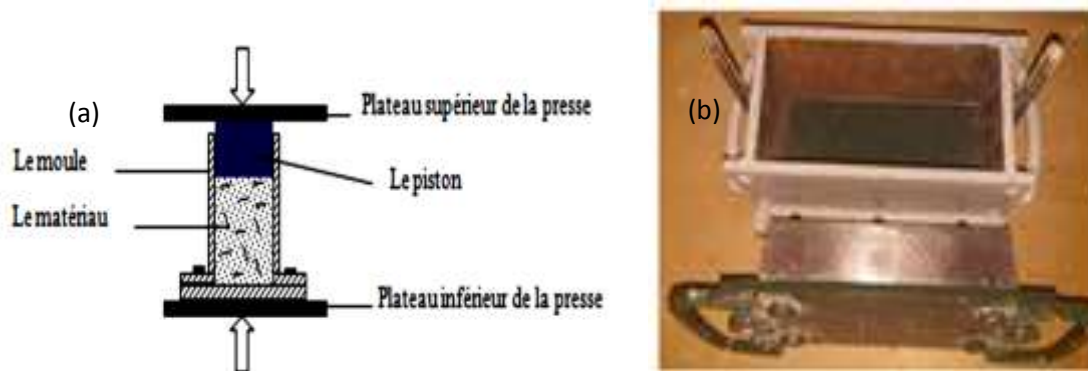 (a)
Plateau supérieur de la presse
Le moule
Le piston
Le matériau
Plateau inférieur de la presse
(b)